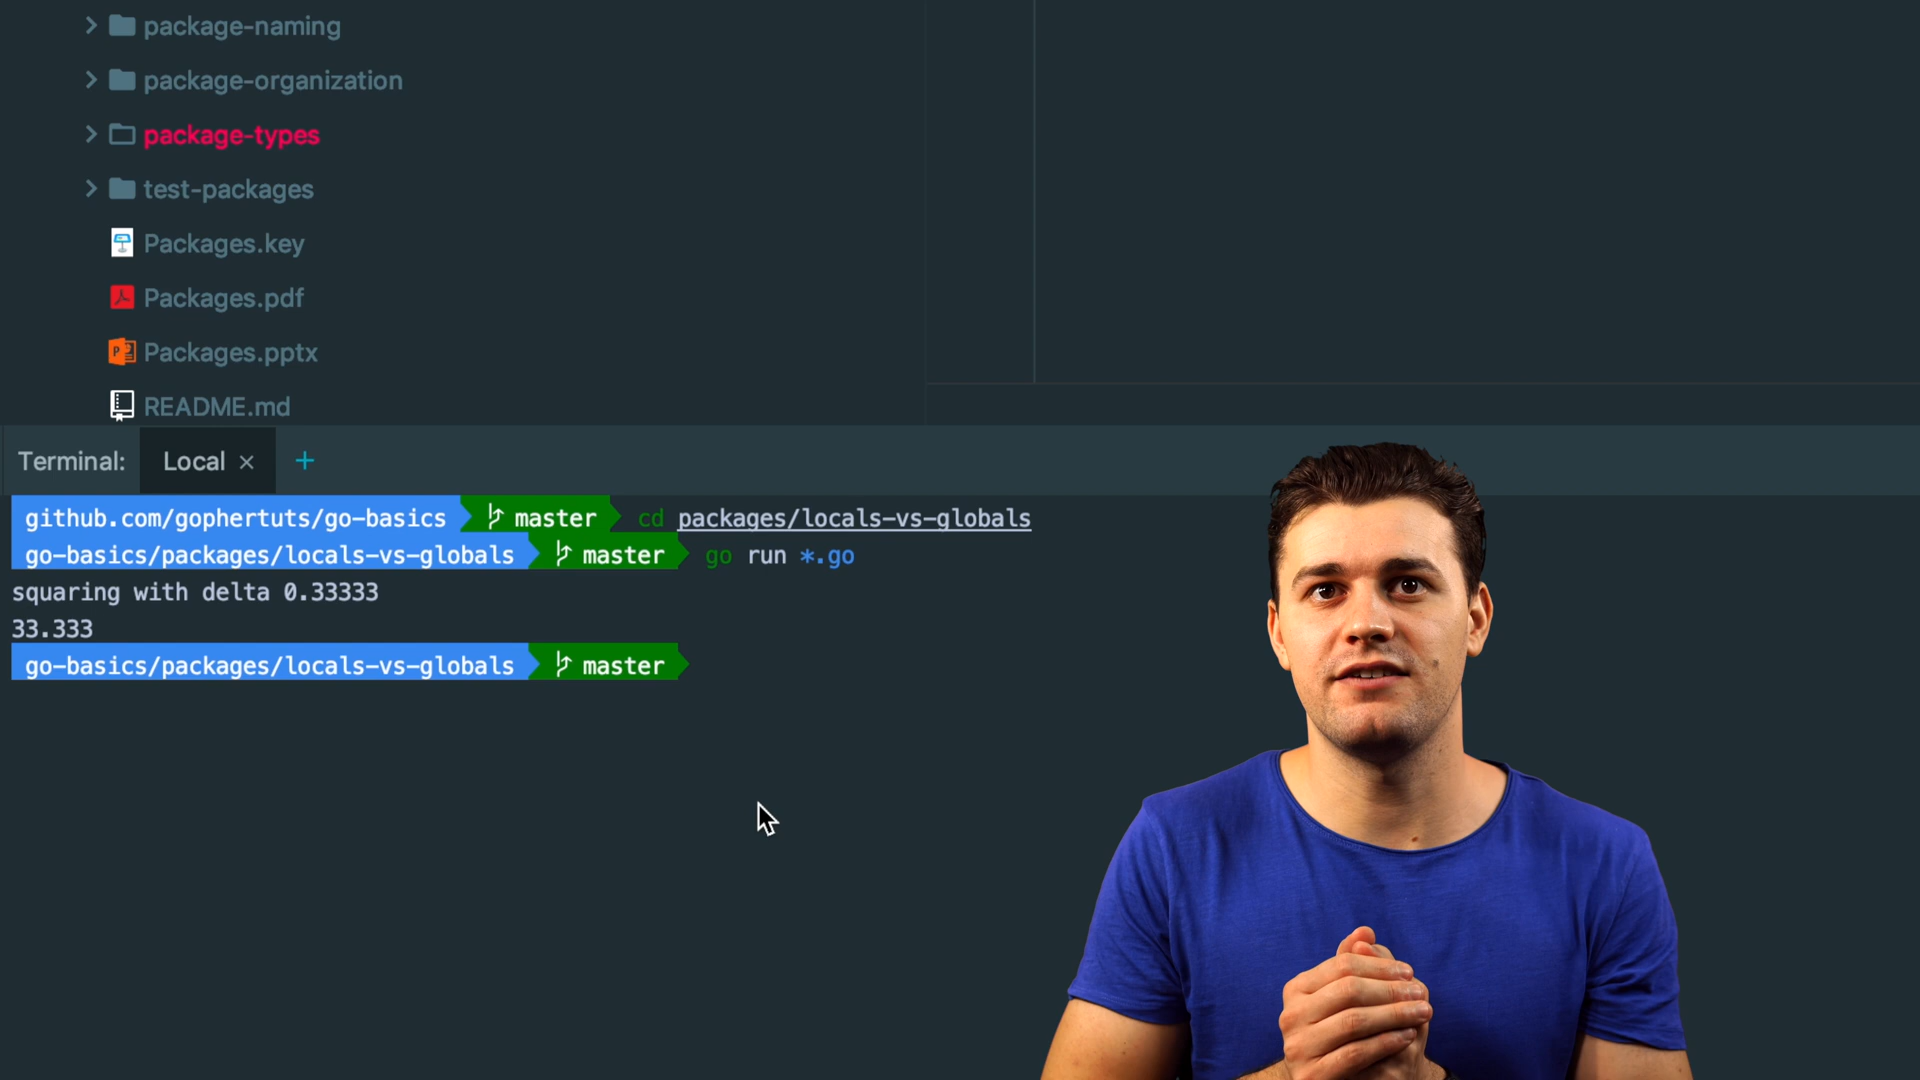 package-naming
package-organization
package-types
test-packages
Packages.key
Packages.pdf
Packages.pptx
README.md
Terminal: Local × +
github.com/gophertuts/go-basics master cd packages/locals-vs-globals
go-basics/packages/locals-vs-globals master go run *.go
squaring with delta 0.33333
33.333
go-basics/packages/locals-vs-globals master